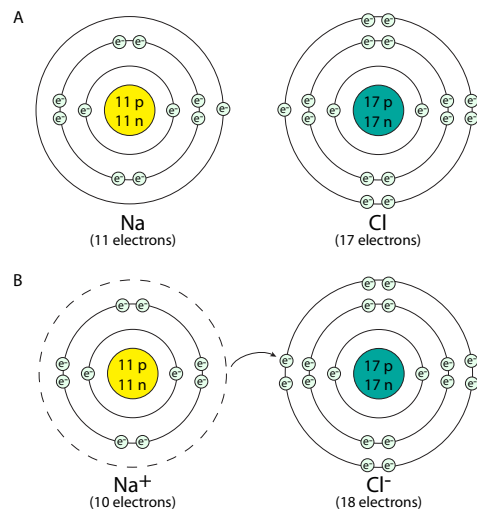 A
e⁻ e⁻
e⁻
e⁻
e⁻
11 p
11 n
e⁻
e⁻
e⁻
e⁻
e⁻ e⁻
Na
(11 electrons)
e⁻ e⁻
e⁻ e⁻
e⁻
e⁻
e⁻
e⁻
17 p
17 n
e⁻
e⁻ e⁻
e⁻ e⁻
e⁻ e⁻
e⁻ e⁻
Cl
(17 electrons)
B
e⁻ e⁻
e⁻
e⁻
e⁻
11 p
11 n
e⁻
e⁻
e⁻
e⁻ e⁻
Na⁺
(10 electrons)
e⁻ e⁻
e⁻ e⁻
e⁻ e⁻
e⁻ e⁻
e⁻
17 p
17 n
e⁻
e⁻ e⁻
e⁻ e⁻
e⁻ e⁻
e⁻ e⁻
Cl⁻
(18 electrons)